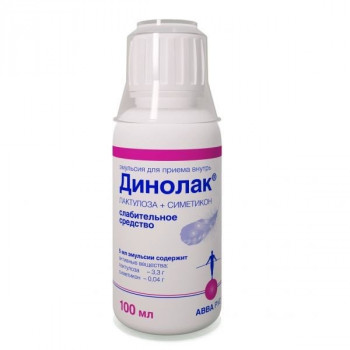 эмульсия для приема внутрь
Динолак®
ЛАКТУЛОЗА + СИМЕТИКОН
слабительное
средство
5 мл эмульсии содержит
активные вещества:
лактулоза – 3,3 г
симетикон – 0,04 г
100 мл
АВВА